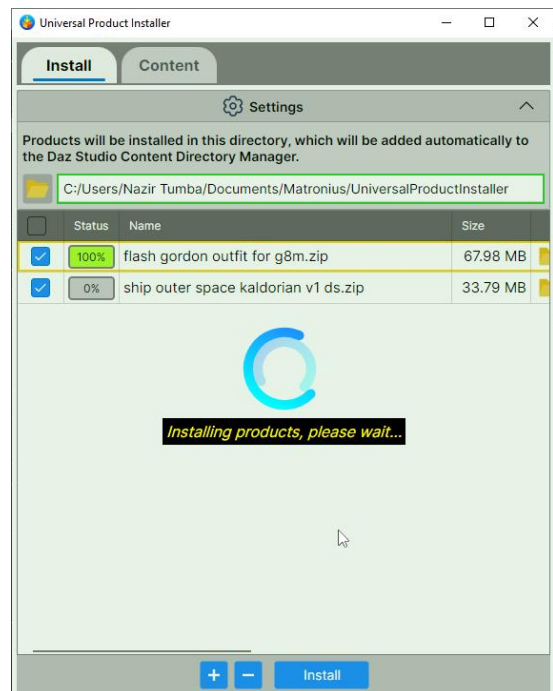 Universal Product Installer
Install Content
Settings
Products will be installed in this directory, which will be added automatically to
the Daz Studio Content Directory Manager.
C:/Users/Nazir Tumba/Documents/Matronius/UniversalProductInstaller
Status Name Size
100% flash gordon outfit for g8m.zip 67.98 MB
0% ship outer space kaldorian v1 ds.zip 33.79 MB
Installing products, please wait...
Install